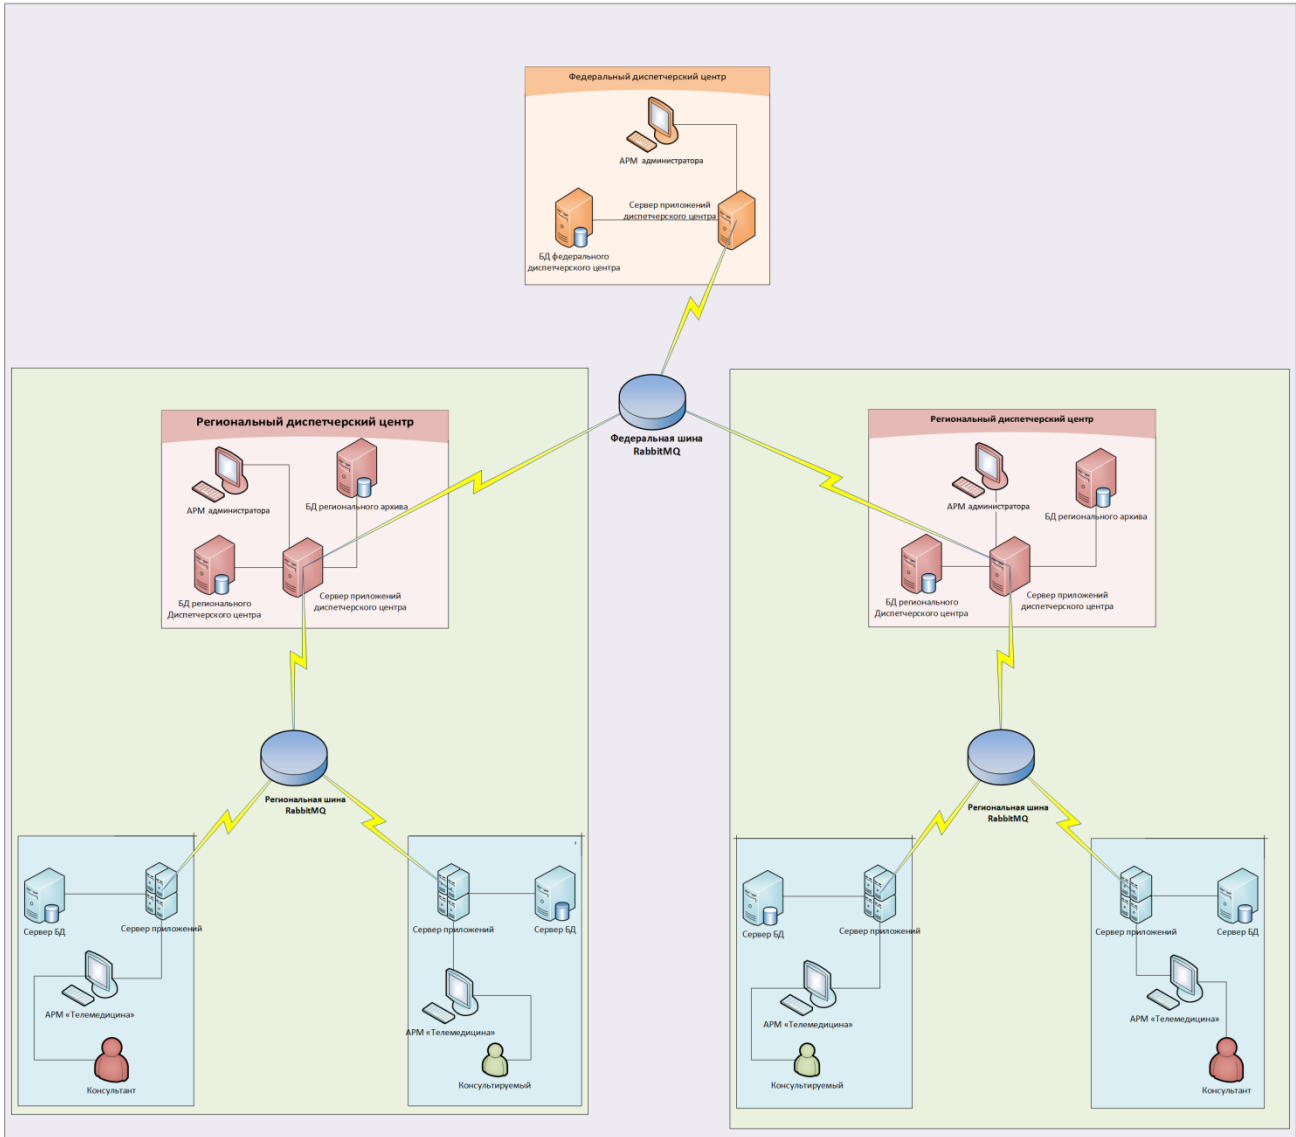 Федеральный диспетчерский центр
АРМ администратора
Сервер приложений
диспетчерского центра
БД федерального
диспетчерского центра
Федеральная шина
RabbitMQ
Региональный диспетчерский центр
АРМ администратора
БД регионального архива
БД регионального
Диспетчерского центра
Сервер приложений
диспетчерского центра
Региональный диспетчерский центр
АРМ администратора
БД регионального архива
БД регионального
Диспетчерского центра
Сервер приложений
диспетчерского центра
Региональная шина
RabbitMQ
Региональная шина
RabbitMQ
Сервер БД
Сервер приложений
АРМ «Телемедицина»
Консультант
Сервер приложений
Сервер БД
АРМ «Телемедицина»
Консультируемый
Сервер БД
Сервер приложений
АРМ «Телемедицина»
Консультируемый
Сервер приложений
Сервер БД
АРМ «Телемедицина»
Консультант